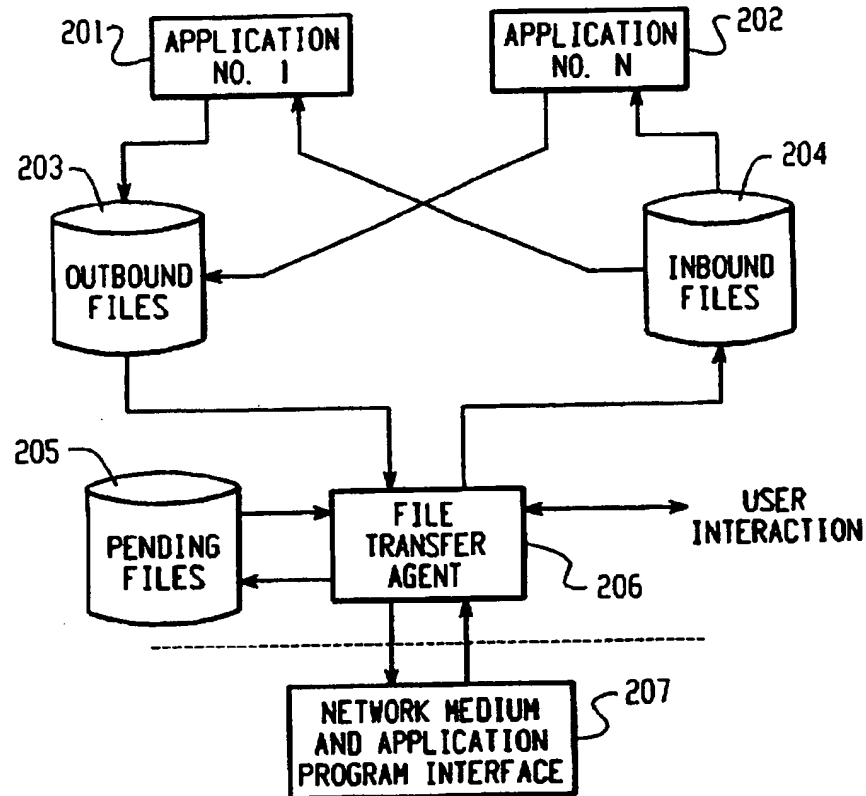 201
APPLICATION
NO. 1
APPLICATION
NO. N
202
203
204
OUTBOUND
FILES
INBOUND
FILES
205
PENDING
FILES
FILE
TRANSFER
AGENT
USER
INTERACTION
206
207
NETWORK MEDIUM
AND APPLICATION
PROGRAM INTERFACE